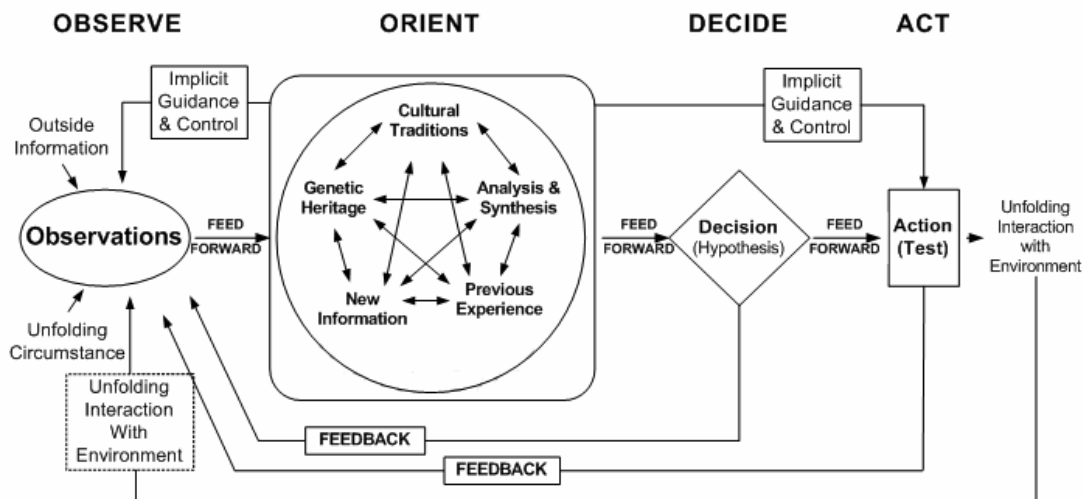 OBSERVE
ORIENT
DECIDE
ACT
Implicit
Guidance
& Control
Outside
Information
Observations
Unfolding
Circumstance
Unfolding
Interaction
With
Environment
FEED
FORWARD
Cultural
Traditions
Genetic
Heritage
Analysis &
Synthesis
New
Information
Previous
Experience
FEED
FORWARD
Decision
(Hypothesis)
FEED
FORWARD
Implicit
Guidance
& Control
Action
(Test)
Unfolding
Interaction
with
Environment
FEEDBACK
FEEDBACK